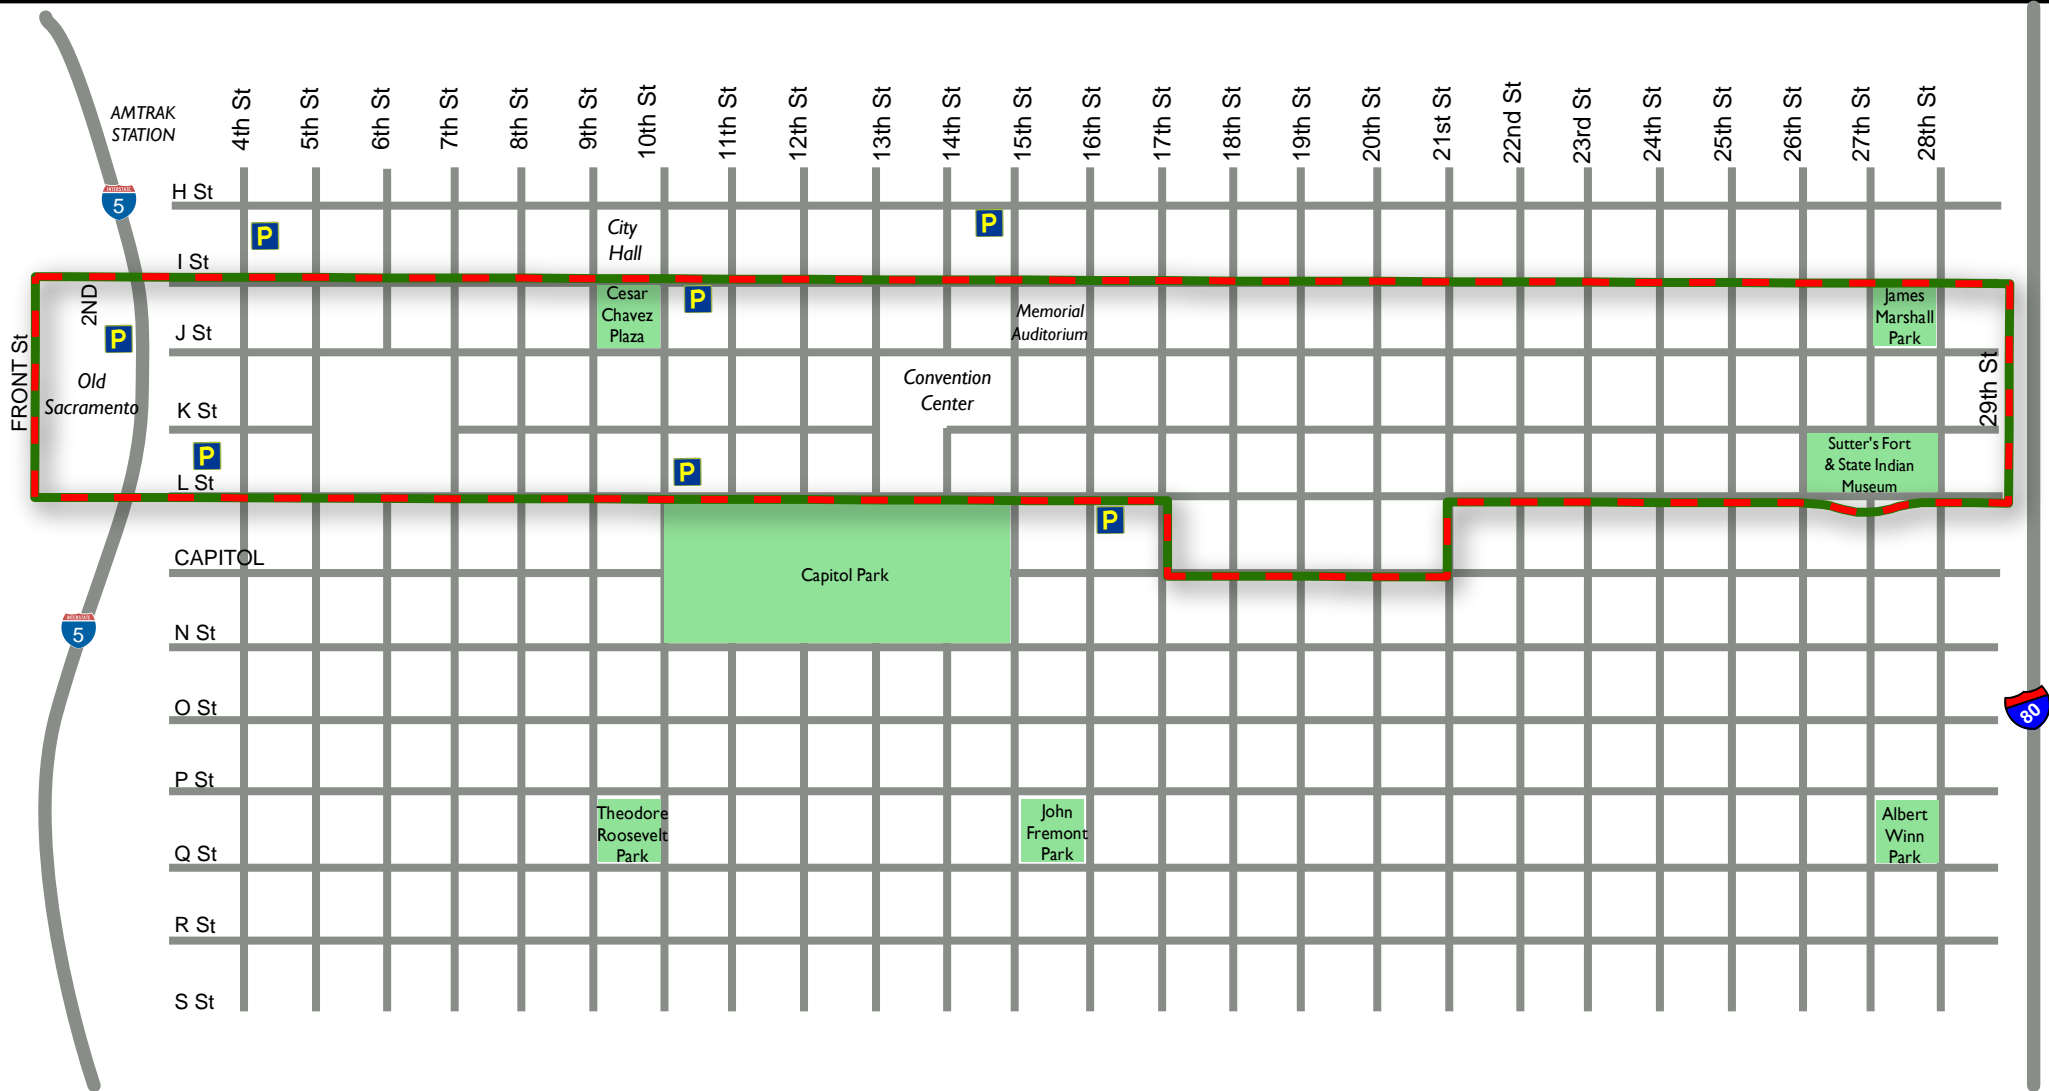 AMTRAK
STATION
4th St
5th St
6th St
7th St
8th St
9th St
10th St
11th St
12th St
13th St
14th St
15th St
16th St
17th St
18th St
19th St
20th St
21st St
22nd St
23rd St
24th St
25th St
26th St
27th St
28th St
INTERSTATE
5
H St
P
City
Hall
P
I St
2ND
Cesar
Chavez
Plaza
P
James
Marshall
Park
Memorial
Auditorium
P
J St
FRONT St
Old
Sacramento
Convention
Center
29th St
K St
P
L St
P
Sutter's Fort
& State Indian
Museum
P
CAPITOL
Capitol Park
INTERSTATE
5
N St
O St
80
P St
Theodore
Roosevelt
Park
John
Fremont
Park
Albert
Winn
Park
Q St
R St
S St